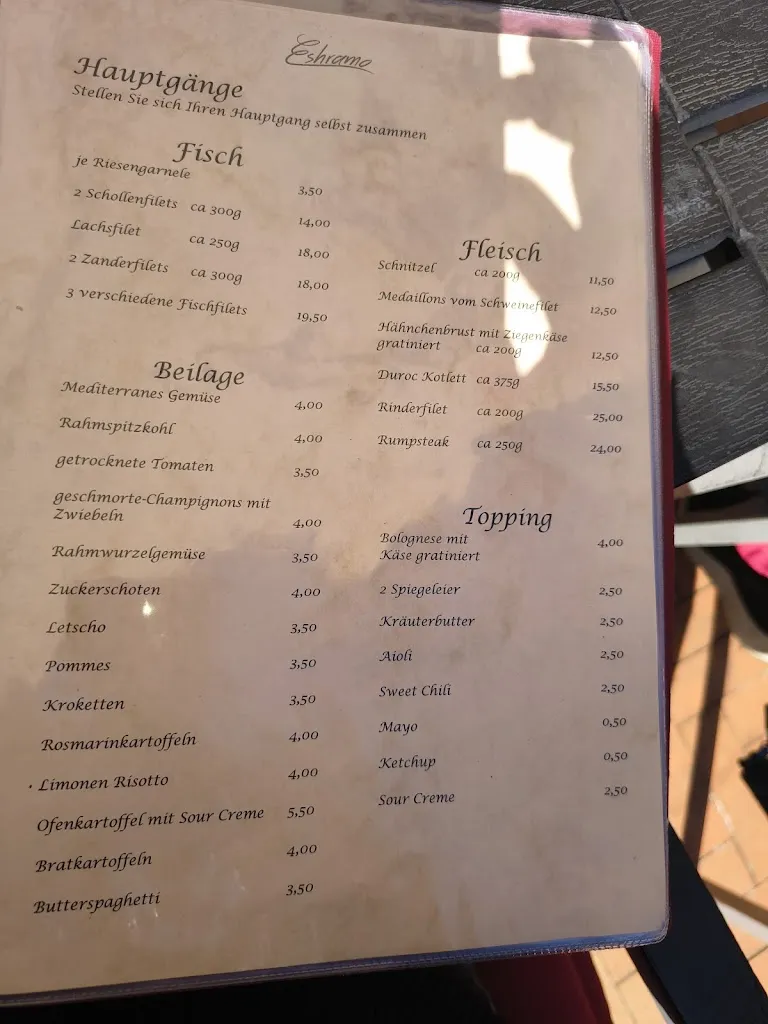 Eshramo
Hauptgänge
Stellen Sie sich Ihren Hauptgang selbst zusammen
Fisch
je Riesengarnele 3,50
2 Schollenfilets ca 300g 14,00
Lachsfilet ca 250g 18,00
2 Zanderfilets ca 300g 18,00
3 verschiedene Fischfilets 19,50
Beilage
Mediterranes Gemüse 4,00
Rahmspitzkohl 4,00
getrocknete Tomaten 3,50
geschmorte-Champignons mit
Zwiebeln 4,00
Rahmwurzelgemüse 3,50
Zuckerschoten 4,00
Letscho 3,50
Pommes 3,50
Kroketten 3,50
Rosmarinkartoffeln 4,00
· Limonen Risotto 4,00
Ofenkartoffel mit Sour Creme 5,50
Bratkartoffeln 4,00
Butterspaghetti 3,50
Fleisch
Schnitzel ca 200g 11,50
Medaillons vom Schweinefilet 12,50
Hähnchenbrust mit Ziegenkäse
gratiniert ca 200g 12,50
Duroc Kotlett ca 375g 15,50
Rinderfilet ca 200g 25,00
Rumpsteak ca 250g 24,00
Topping
Bolognese mit 4,00
Käse gratiniert
2 Spiegeleier 2,50
Kräuterbutter 2,50
Aioli 2,50
Sweet Chili 2,50
Mayo 0,50
Ketchup 0,50
Sour Creme 2,50